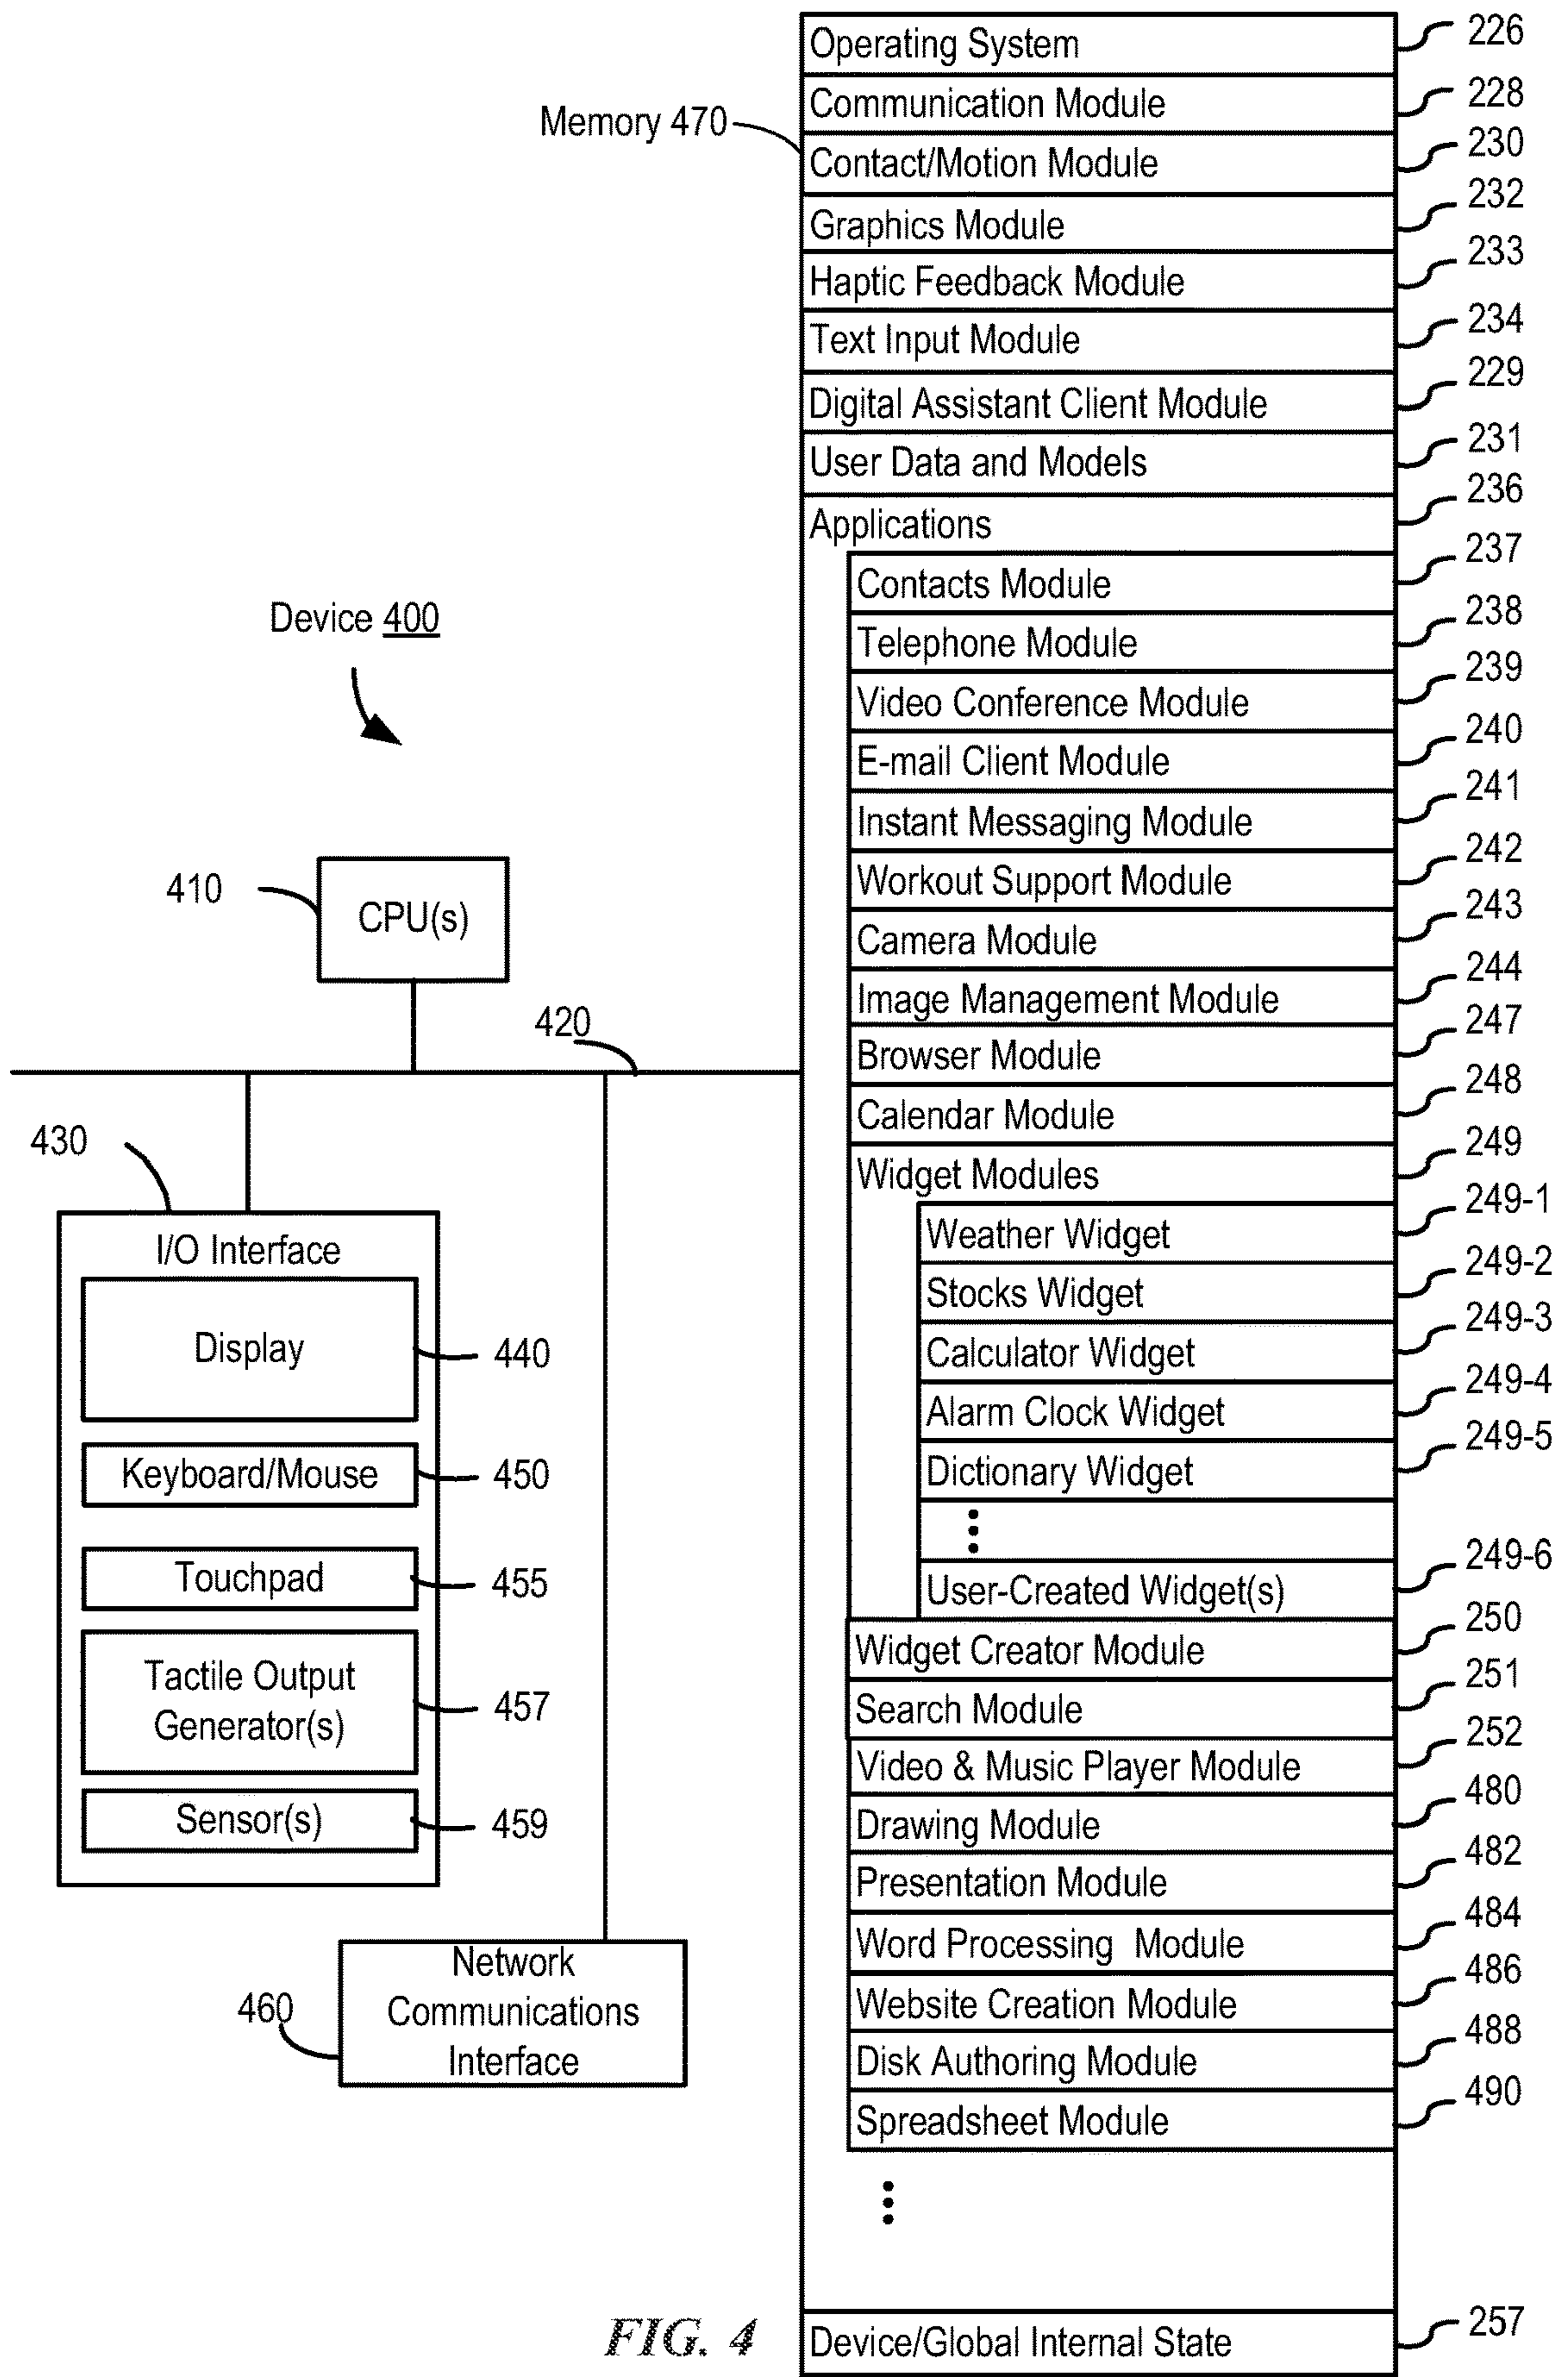 Operating System 226
Communication Module 228
Memory 470
Contact/Motion Module 230
Graphics Module 232
Haptic Feedback Module 233
Text Input Module 234
Digital Assistant Client Module 229
User Data and Models 231
Applications 236
Contacts Module 237
Telephone Module 238
Video Conference Module 239
E-mail Client Module 240
Instant Messaging Module 241
Workout Support Module 242
Camera Module 243
Image Management Module 244
Browser Module 247
Calendar Module 248
Widget Modules 249
Weather Widget 249-1
Stocks Widget 249-2
Calculator Widget 249-3
Alarm Clock Widget 249-4
Dictionary Widget 249-5
User-Created Widget(s) 249-6
Widget Creator Module 250
Search Module 251
Video & Music Player Module 252
Drawing Module 480
Presentation Module 482
Word Processing Module 484
Website Creation Module 486
Disk Authoring Module 488
Spreadsheet Module 490
Device/Global Internal State 257
Device 400
410
CPU(s)
420
430
I/O Interface
Display 440
Keyboard/Mouse 450
Touchpad 455
Tactile Output
Generator(s) 457
Sensor(s) 459
460
Network
Communications
Interface
FIG. 4